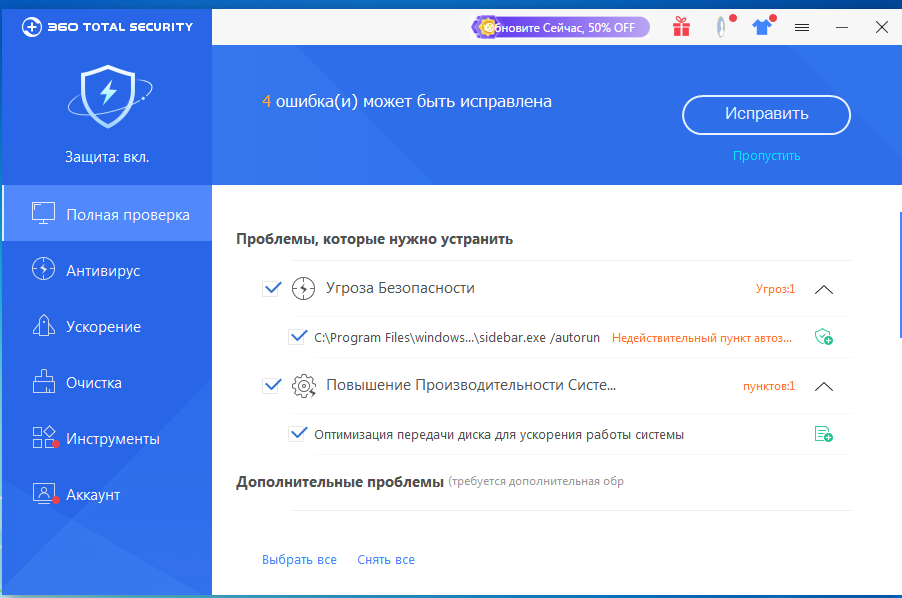 360 TOTAL SECURITY
бновите Сейчас, 50% OFF
Защита: вкл.
4 ошибка(и) может быть исправлена
Исправить
Пропустить
Полная проверка
Антивирус
Ускорение
Очистка
Инструменты
Аккаунт
Проблемы, которые нужно устранить
Угроза Безопасности Угроз:1
C:\Program Files\windows...\sidebar.exe /autorun Недействительный пункт автоз...
Повышение Производительности Систе... пунктов:1
Оптимизация передачи диска для ускорения работы системы
Дополнительные проблемы (требуется дополнительная обр
Выбрать все Снять все